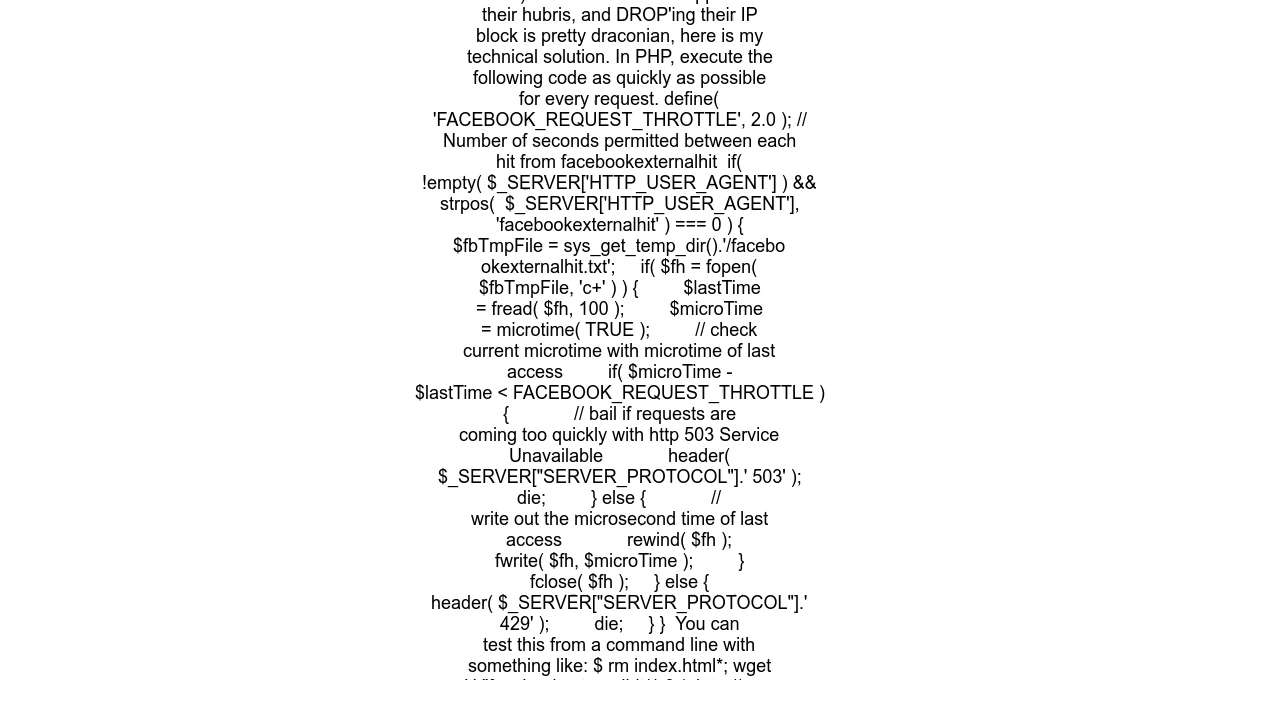 their hubris, and DROP'ing their IP
block is pretty draconian, here is my
technical solution. In PHP, execute the
following code as quickly as possible
for every request. define(
'FACEBOOK_REQUEST_THROTTLE', 2.0 ); //
Number of seconds permitted between each
hit from facebookexternalhit  if(
!empty( $_SERVER['HTTP_USER_AGENT'] ) &&
strpos(  $_SERVER['HTTP_USER_AGENT'],
'facebookexternalhit' ) === 0 ) {
$fbTmpFile = sys_get_temp_dir().'/facebo
okexternalhit.txt';     if( $fh = fopen(
$fbTmpFile, 'c+' ) ) {         $lastTime
= fread( $fh, 100 );         $microTime
= microtime( TRUE );         // check
current microtime with microtime of last
access         if( $microTime -
$lastTime < FACEBOOK_REQUEST_THROTTLE )
{             // bail if requests are
coming too quickly with http 503 Service
Unavailable             header(
$_SERVER["SERVER_PROTOCOL"].' 503' );
die;         } else {             //
write out the microsecond time of last
access             rewind( $fh );
fwrite( $fh, $microTime );         }
fclose( $fh );     } else {
header( $_SERVER["SERVER_PROTOCOL"].'
429' );         die;     } }  You can
test this from a command line with
something like: $ rm index.html*; wget